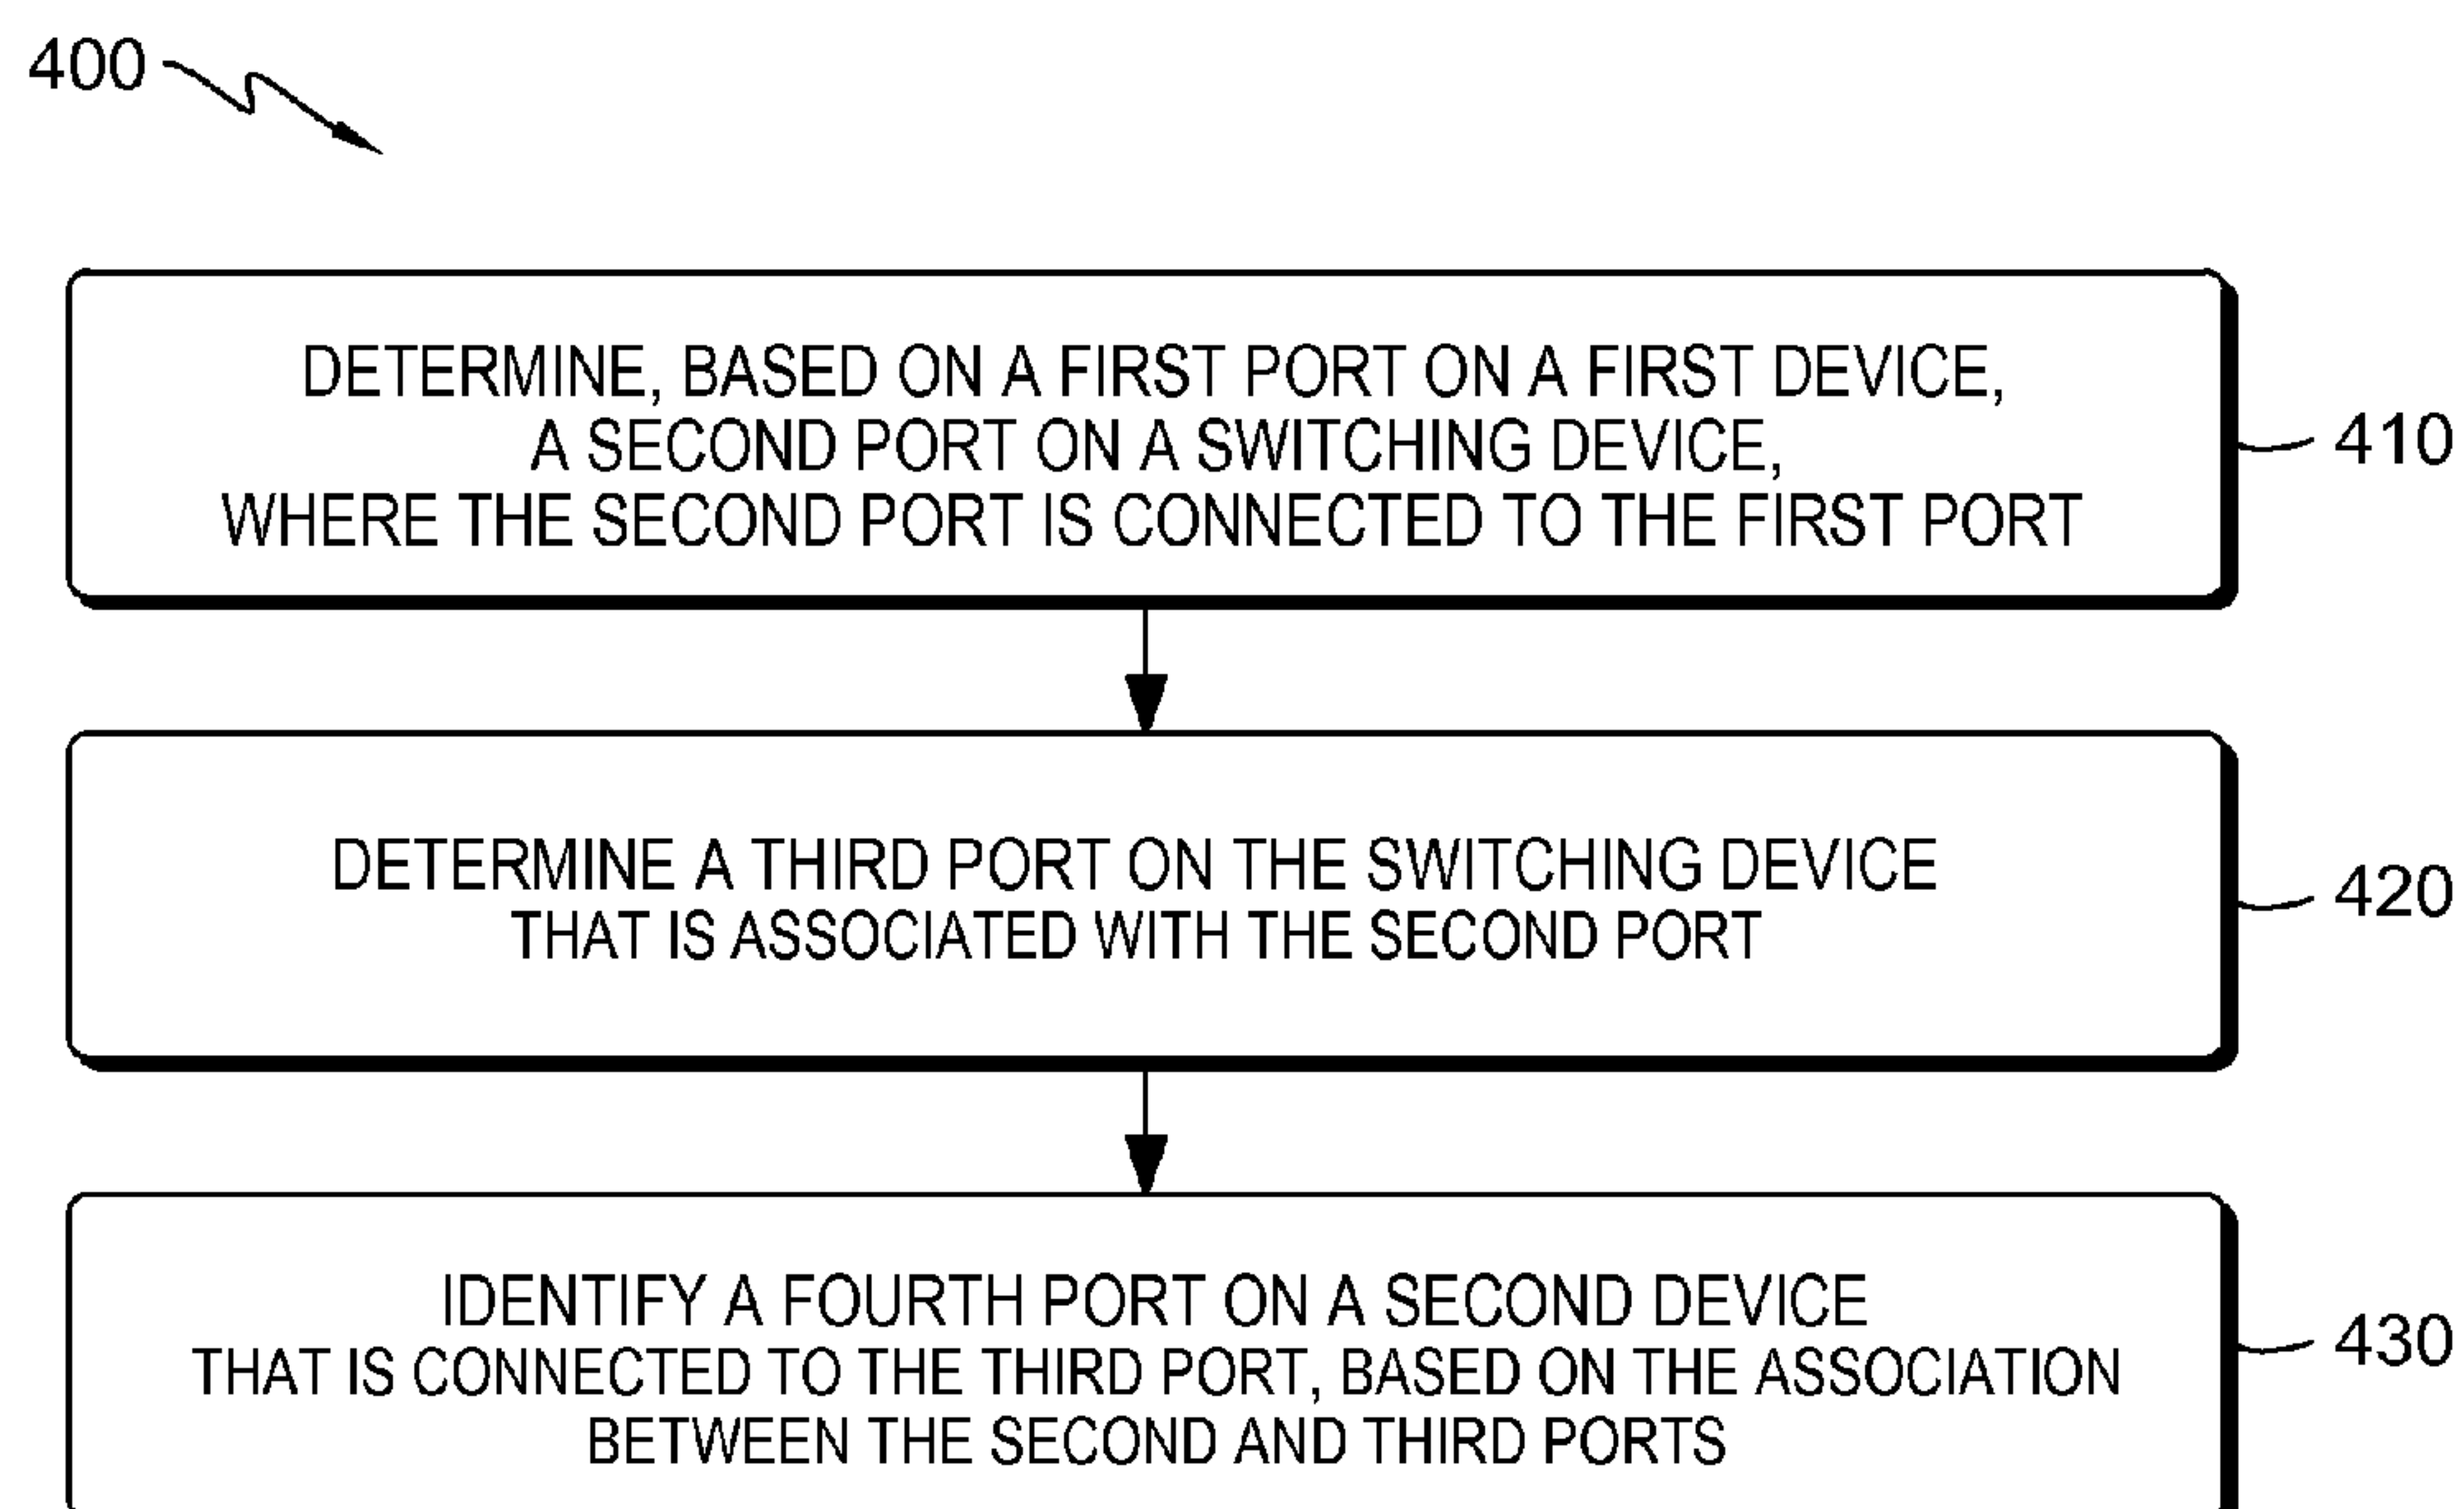 400
DETERMINE, BASED ON A FIRST PORT ON A FIRST DEVICE,
A SECOND PORT ON A SWITCHING DEVICE,
WHERE THE SECOND PORT IS CONNECTED TO THE FIRST PORT
410
DETERMINE A THIRD PORT ON THE SWITCHING DEVICE
THAT IS ASSOCIATED WITH THE SECOND PORT
420
IDENTIFY A FOURTH PORT ON A SECOND DEVICE
THAT IS CONNECTED TO THE THIRD PORT, BASED ON THE ASSOCIATION
BETWEEN THE SECOND AND THIRD PORTS
430